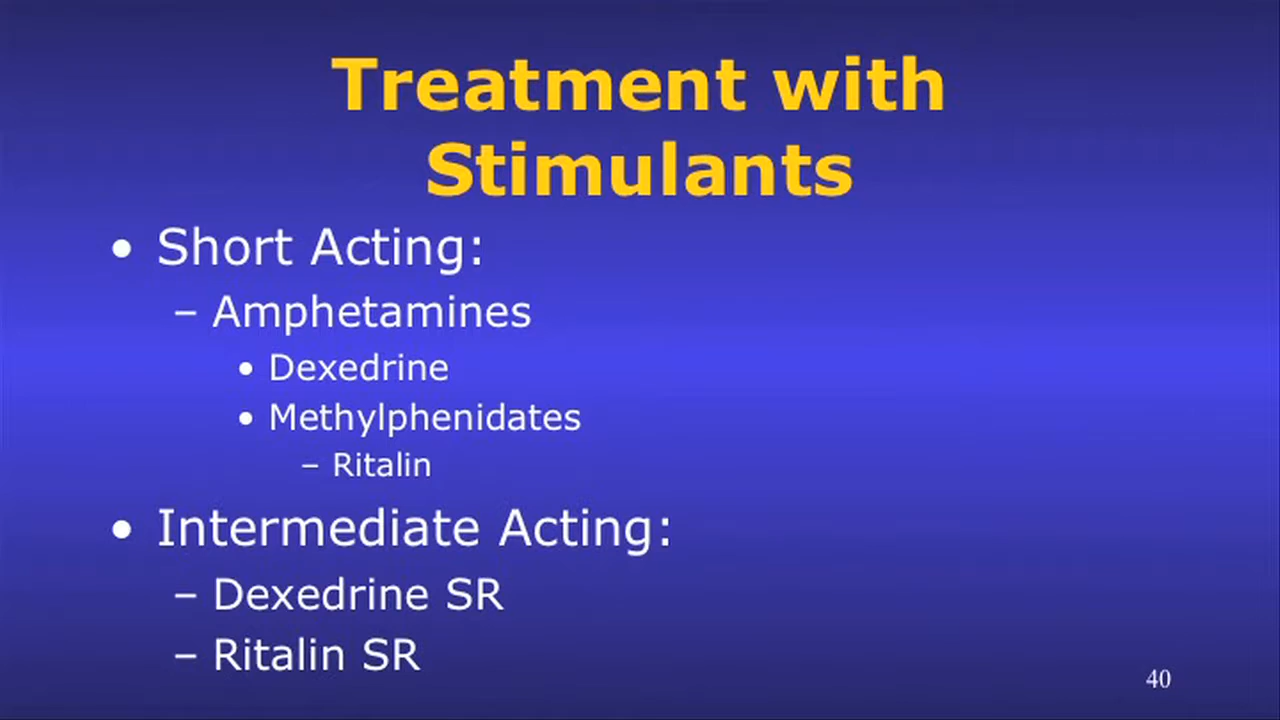 Treatment with
Stimulants
• Short Acting:
– Amphetamines
• Dexedrine
• Methylphenidates
– Ritalin
• Intermediate Acting:
– Dexedrine SR
– Ritalin SR
40